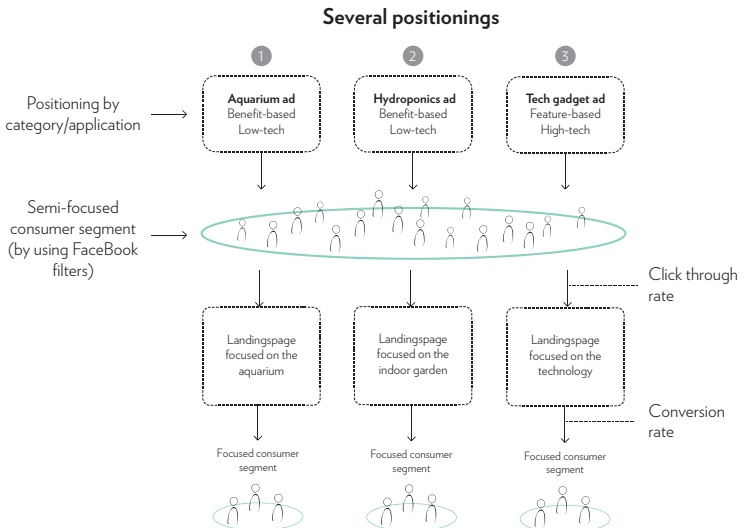 Several positionings
1
2
3
Positioning by
category/application
Aquarium ad
Benefit-based
Low-tech
Hydroponics ad
Benefit-based
Low-tech
Tech gadget ad
Feature-based
High-tech
Semi-focused
consumer segment
(by using FaceBook
filters)
Click through
rate
Landingspage
focused on the
aquarium
Landingspage
focused on the
indoor garden
Landingspage
focused on the
technology
Conversion
rate
Focused consumer
segment
Focused consumer
segment
Focused consumer
segment